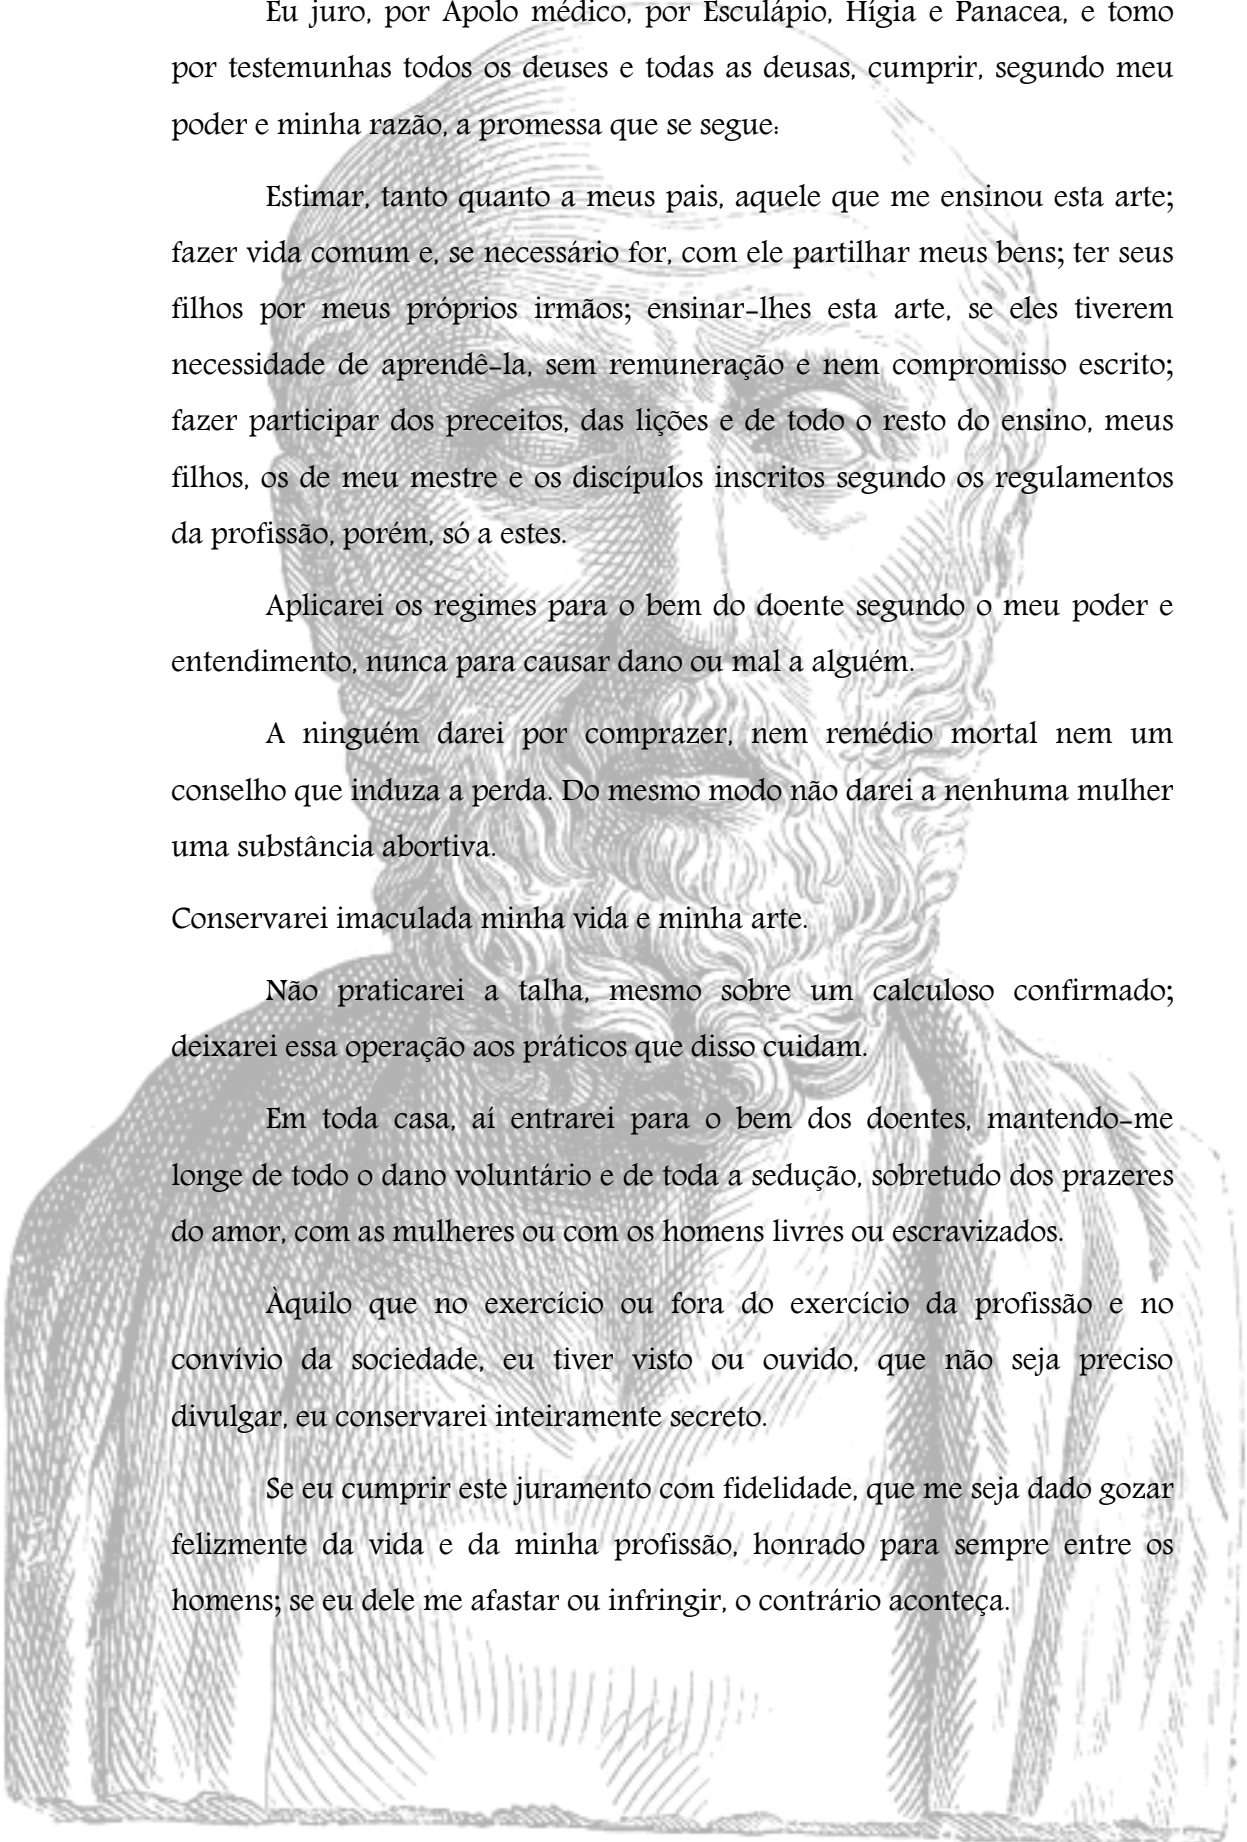 Eu juro, por Apolo médico, por Esculápio, Hígia e Panacea, e tomo
por testemunhas todos os deuses e todas as deusas, cumprir, segundo meu
poder e minha razão, a promessa que se segue:
Estimar, tanto quanto a meus pais, aquele que me ensinou esta arte;
fazer vida comum e, se necessário for, com ele partilhar meus bens; ter seus
filhos por meus próprios irmãos; ensinar-lhes esta arte, se eles tiverem
necessidade de aprendê-la, sem remuneração e nem compromisso escrito;
fazer participar dos preceitos, das lições e de todo o resto do ensino, meus
filhos, os de meu mestre e os discípulos inscritos segundo os regulamentos
da profissão, porém, só a estes.
Aplicarei os regimes para o bem do doente segundo o meu poder e
entendimento, nunca para causar dano ou mal a alguém.
A ninguém darei por comprazer, nem remédio mortal nem um
conselho que induza a perda. Do mesmo modo não darei a nenhuma mulher
uma substância abortiva.
Conservarei imaculada minha vida e minha arte.
Não praticarei a talha, mesmo sobre um calculoso confirmado;
deixarei essa operação aos práticos que disso cuidam.
Em toda casa, aí entrarei para o bem dos doentes, mantendo-me
longe de todo o dano voluntário e de toda a sedução, sobretudo dos prazeres
do amor, com as mulheres ou com os homens livres ou escravizados.
Àquilo que no exercício ou fora do exercício da profissão e no
convívio da sociedade, eu tiver visto ou ouvido, que não seja preciso
divulgar, eu conservarei inteiramente secreto.
Se eu cumprir este juramento com fidelidade, que me seja dado gozar
felizmente da vida e da minha profissão, honrado para sempre entre os
homens; se eu dele me afastar ou infringir, o contrário aconteça.